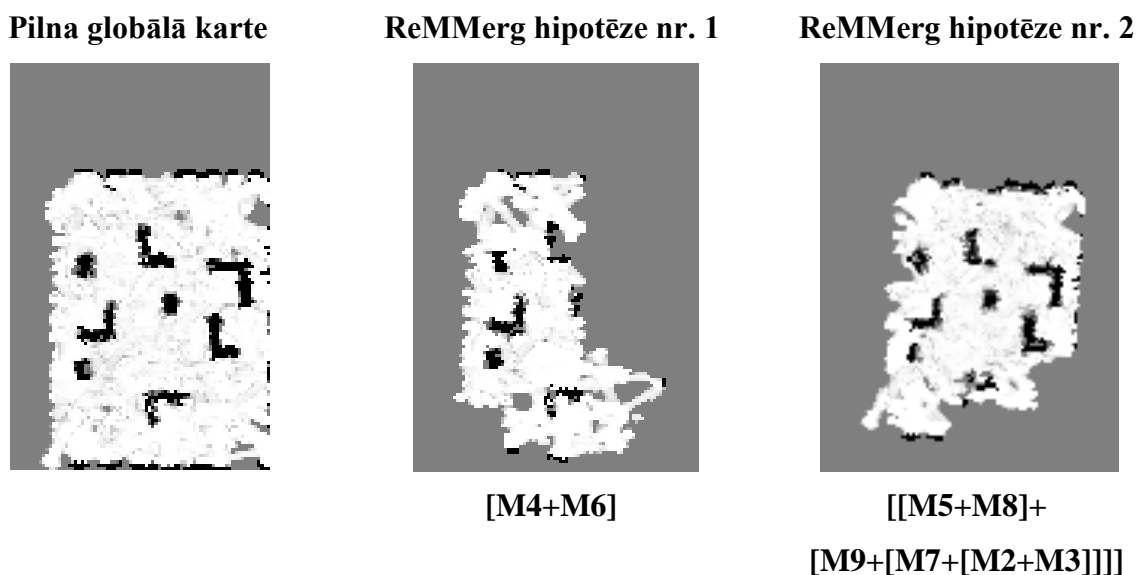 Pilna globālā karte
ReMMerg hipotēze nr. 1
ReMMerg hipotēze nr. 2
[M4+M6]
[[M5+M8]+
[M9+[M7+[M2+M3]]]]